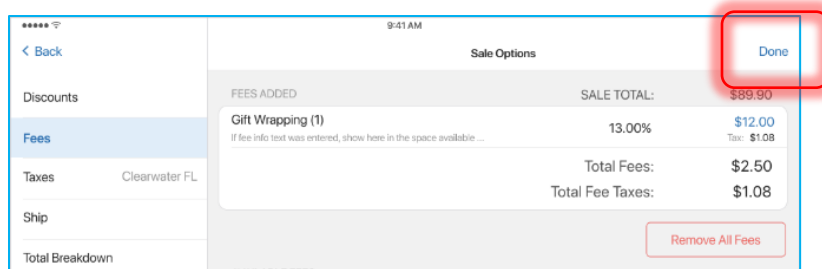 9:41 AM
< Back
Sale Options
Done
Discounts
Fees
Taxes Clearwater FL
Ship
Total Breakdown
FEES ADDED SALE TOTAL: $89.90
Gift Wrapping (1) 13.00% $12.00
If fee info text was entered, show here in the space available ... Tax: $1.08
Total Fees: $2.50
Total Fee Taxes: $1.08
Remove All Fees